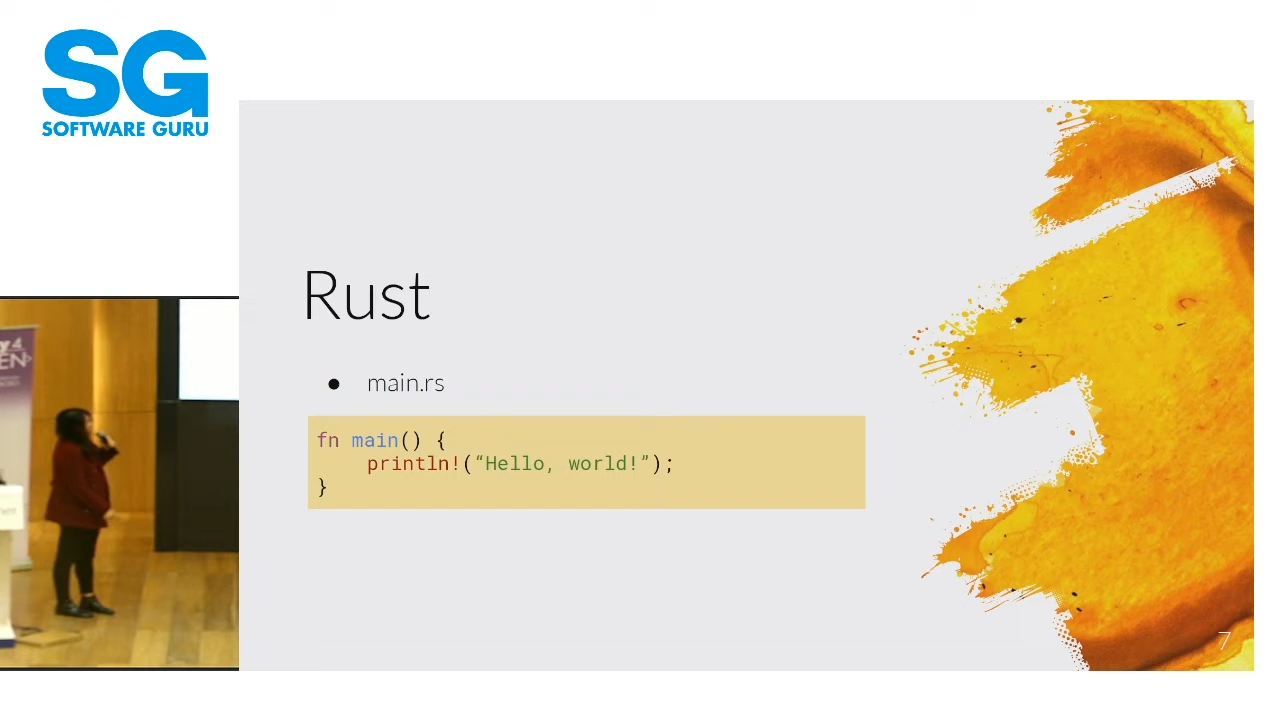 SG
SOFTWARE GURU
Rust
● main.rs
fn main() {
    println!(“Hello, world!”);
}
7